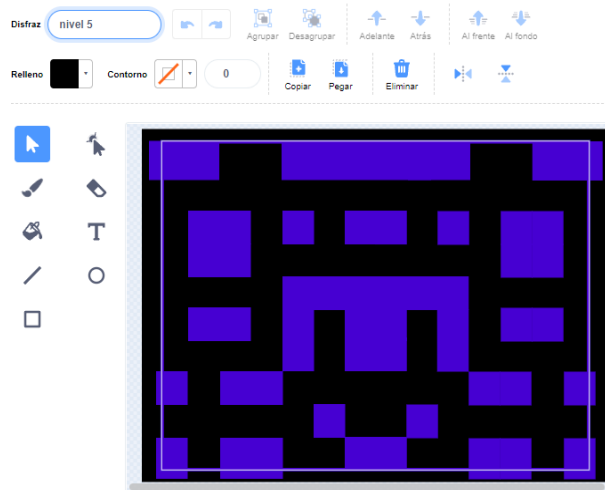 Disfraz nivel 5
Agrupar Desagrupar Adelante Atrás Al frente Al fondo
Relleno Contorno 0
Copiar Pegar Eliminar
T